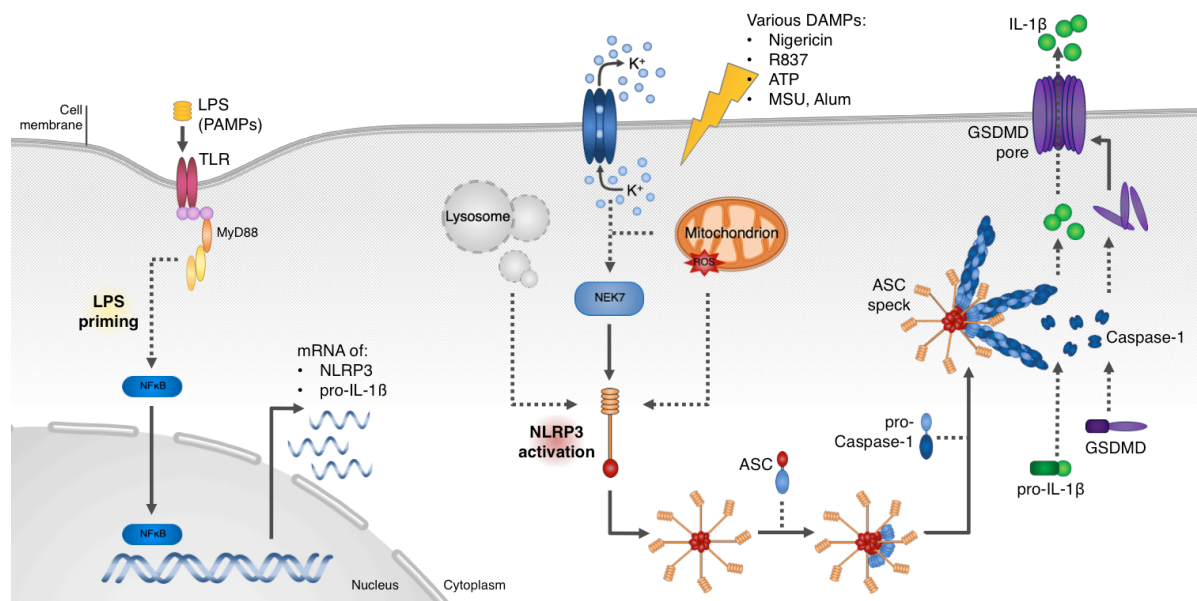 Cell
membrane
LPS
(PAMPs)
TLR
MyD88
LPS
priming
NFκB
NFκB
mRNA of:
• NLRP3
• pro-IL-1β
Nucleus
Cytoplasm
Various DAMPs:
• Nigericin
• R837
• ATP
• MSU, Alum
K⁺
K⁺
Lysosome
Mitochondrion
ROS
NEK7
NLRP3
activation
ASC
pro-
Caspase-1
ASC
speck
Caspase-1
pro-IL-1β
GSDMD
GSDMD
pore
IL-1β